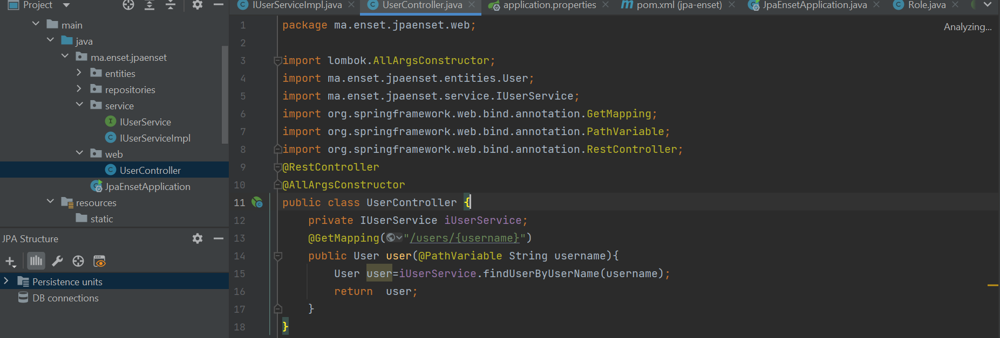 Project
IUserServiceImpl.java
UserController.java
application.properties
pom.xml (jpa-enset)
JpaEnsetApplication.java
Role.java
main
java
ma.enset.jpaenset
entities
repositories
service
IUserService
IUserServiceImpl
web
UserController
JpaEnsetApplication
resources
static
JPA Structure
Persistence units
DB connections
Analyzing...
1 package ma.enset.jpaenset.web;
2
3 import lombok.AllArgsConstructor;
4 import ma.enset.jpaenset.entities.User;
5 import ma.enset.jpaenset.service.IUserService;
6 import org.springframework.web.bind.annotation.GetMapping;
7 import org.springframework.web.bind.annotation.PathVariable;
8 import org.springframework.web.bind.annotation.RestController;
9 @RestController
10 @AllArgsConstructor
11 public class UserController {
12 private IUserService iUserService;
13 @GetMapping("/users/{username}")
14 public User user(@PathVariable String username){
15 User user=iUserService.findUserByUserName(username);
16 return  user;
17 }
18 }